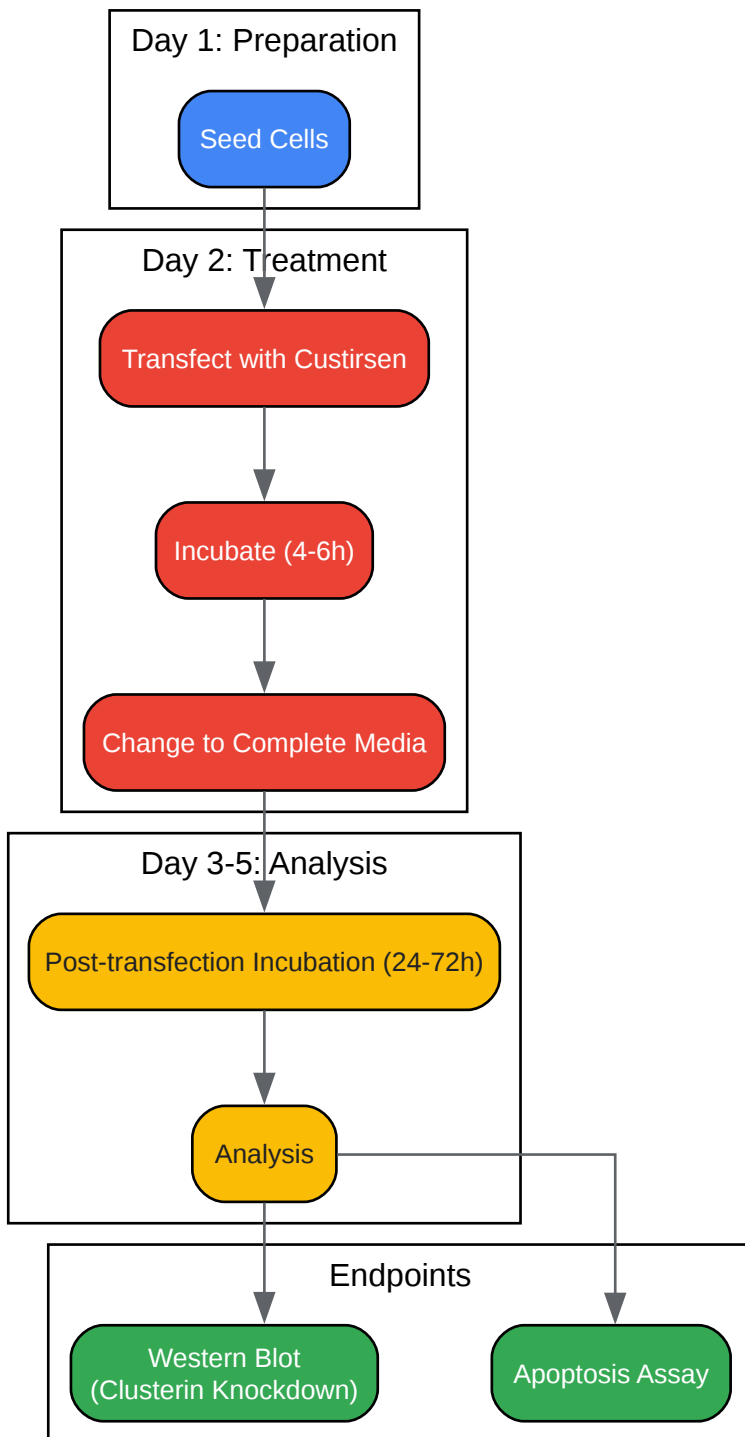 Day 1: Preparation
Seed Cells
Day 2: Treatment
Transfect with Custirsen
Incubate (4-6h)
Change to Complete Media
Day 3-5: Analysis
Post-transfection Incubation (24-72h)
Analysis
Endpoints
Western Blot
(Clusterin Knockdown)
Apoptosis Assay